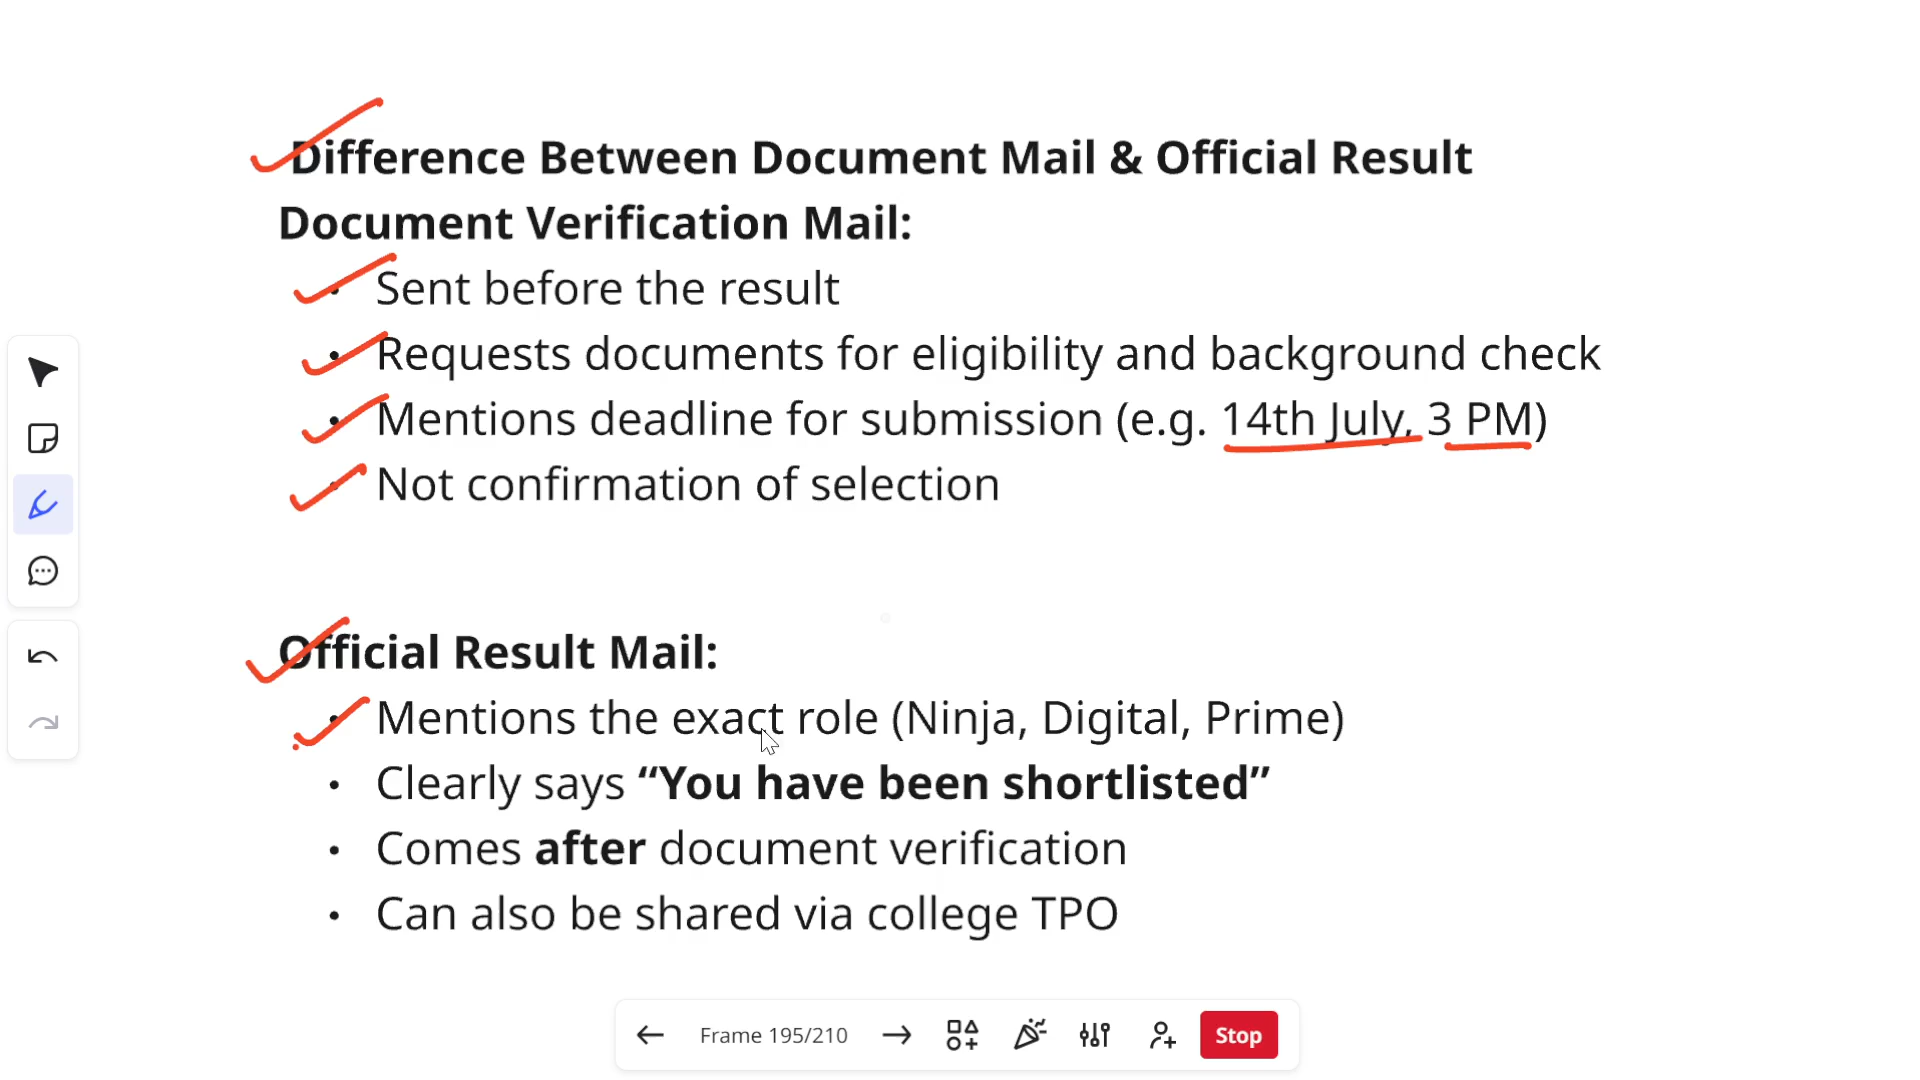 Difference Between Document Mail & Official Result
Document Verification Mail:
• Sent before the result
• Requests documents for eligibility and background check
• Mentions deadline for submission (e.g. 14th July, 3 PM)
• Not confirmation of selection
Official Result Mail:
• Mentions the exact role (Ninja, Digital, Prime)
• Clearly says “You have been shortlisted”
• Comes after document verification
• Can also be shared via college TPO
Frame 195/210
Stop